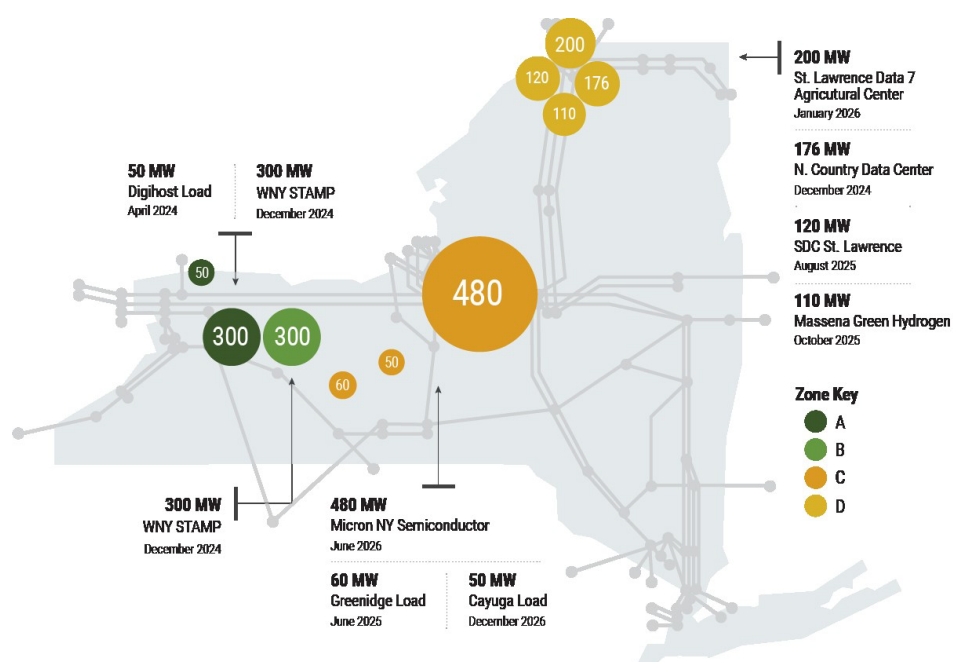 200
120
176
110
200 MW
St. Lawrence Data 7
Agricutural Center
January 2026
176 MW
N. Country Data Center
December 2024
120 MW
SDC St. Lawrence
August 2025
110 MW
Massena Green Hydrogen
October 2025
50 MW
Digihost Load
April 2024
300 MW
WNY STAMP
December 2024
50
480
300
300
50
60
Zone Key
A
B
C
D
300 MW
WNY STAMP
December 2024
480 MW
Micron NY Semiconductor
June 2026
60 MW
Greenidge Load
June 2025
50 MW
Cayuga Load
December 2026